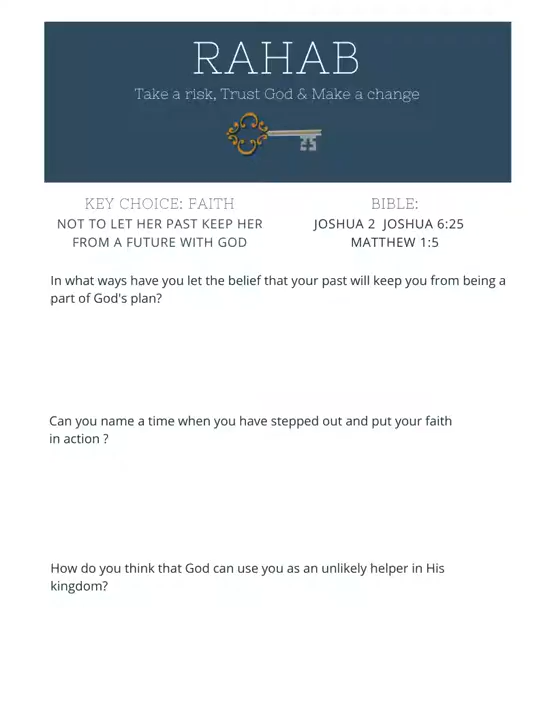 RAHAB
Take a risk, Trust God & Make a change
KEY CHOICE: FAITH
NOT TO LET HER PAST KEEP HER
FROM A FUTURE WITH GOD
BIBLE:
JOSHUA 2 JOSHUA 6:25
MATTHEW 1:5
In what ways have you let the belief that your past will keep you from being a
part of God's plan?
Can you name a time when you have stepped out and put your faith
in action ?
How do you think that God can use you as an unlikely helper in His
kingdom?